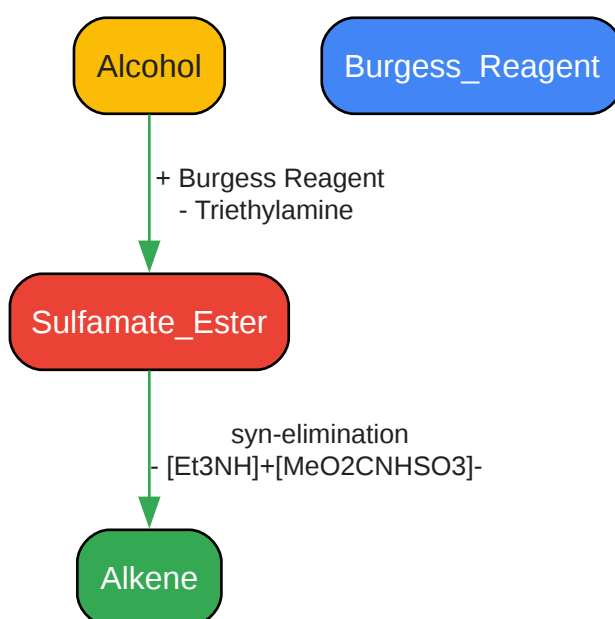 Alcohol
Burgess_Reagent
+ Burgess Reagent
- Triethylamine
Sulfamate_Ester
syn-elimination
- [Et3NH]+[MeO2CNHSO3]-
Alkene